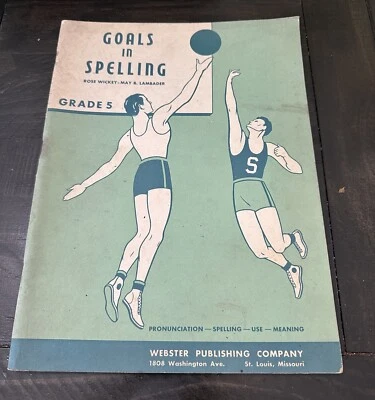 GOALS
in
SPELLING
ROSE WICKEY—MAY B. LAMBADER
GRADE 5
S
PRONUNCIATION — SPELLING — USE — MEANING
WEBSTER PUBLISHING COMPANY
1808 Washington Ave. St. Louis, Missouri